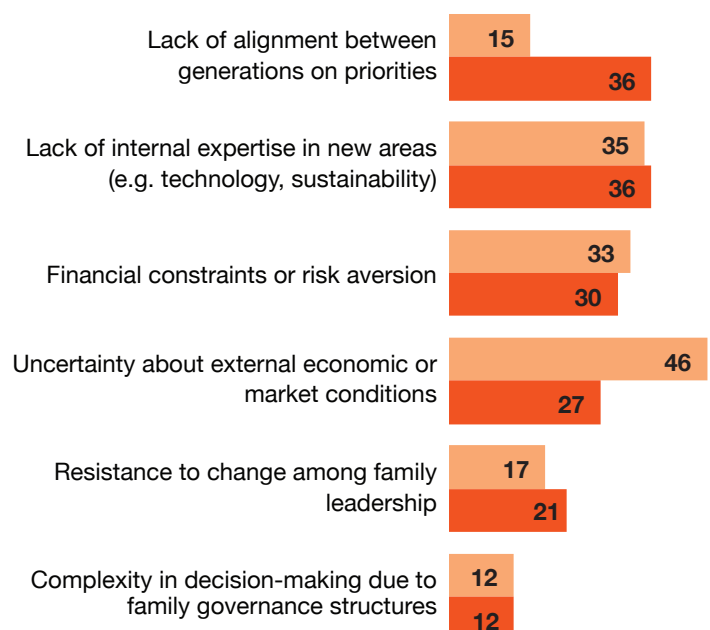 Lack of alignment between
generations on priorities
15
36
Lack of internal expertise in new areas
(e.g. technology, sustainability)
35
36
Financial constraints or risk aversion
33
30
Uncertainty about external economic or
market conditions
46
27
Resistance to change among family
leadership
17
21
Complexity in decision-making due to
family governance structures
12
12